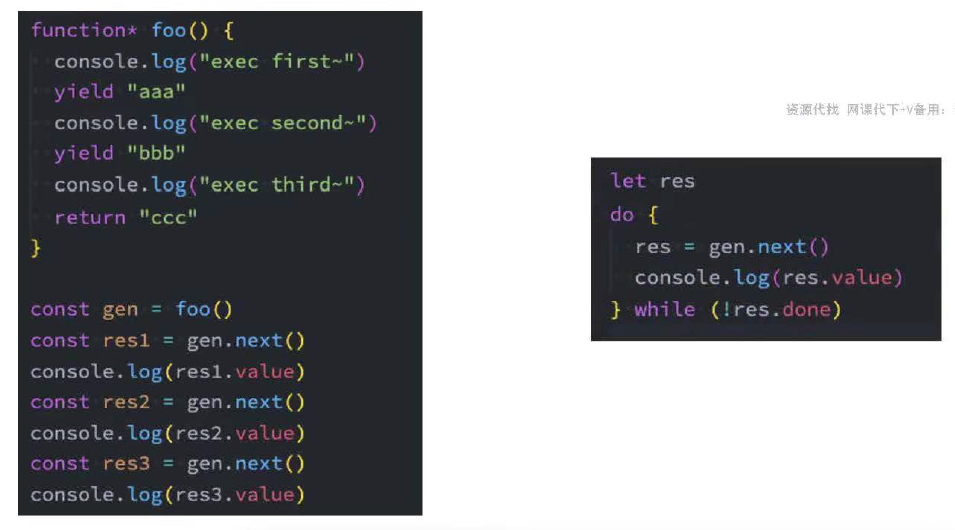 function* foo() {
  console.log("exec first~")
  yield "aaa"
  console.log("exec second~")
  yield "bbb"
  console.log("exec third~")
  return "ccc"
}
const gen = foo()
const res1 = gen.next()
console.log(res1.value)
const res2 = gen.next()
console.log(res2.value)
const res3 = gen.next()
console.log(res3.value)
资源代找 网课代下+V备用:
let res
do {
  res = gen.next()
  console.log(res.value)
} while (!res.done)